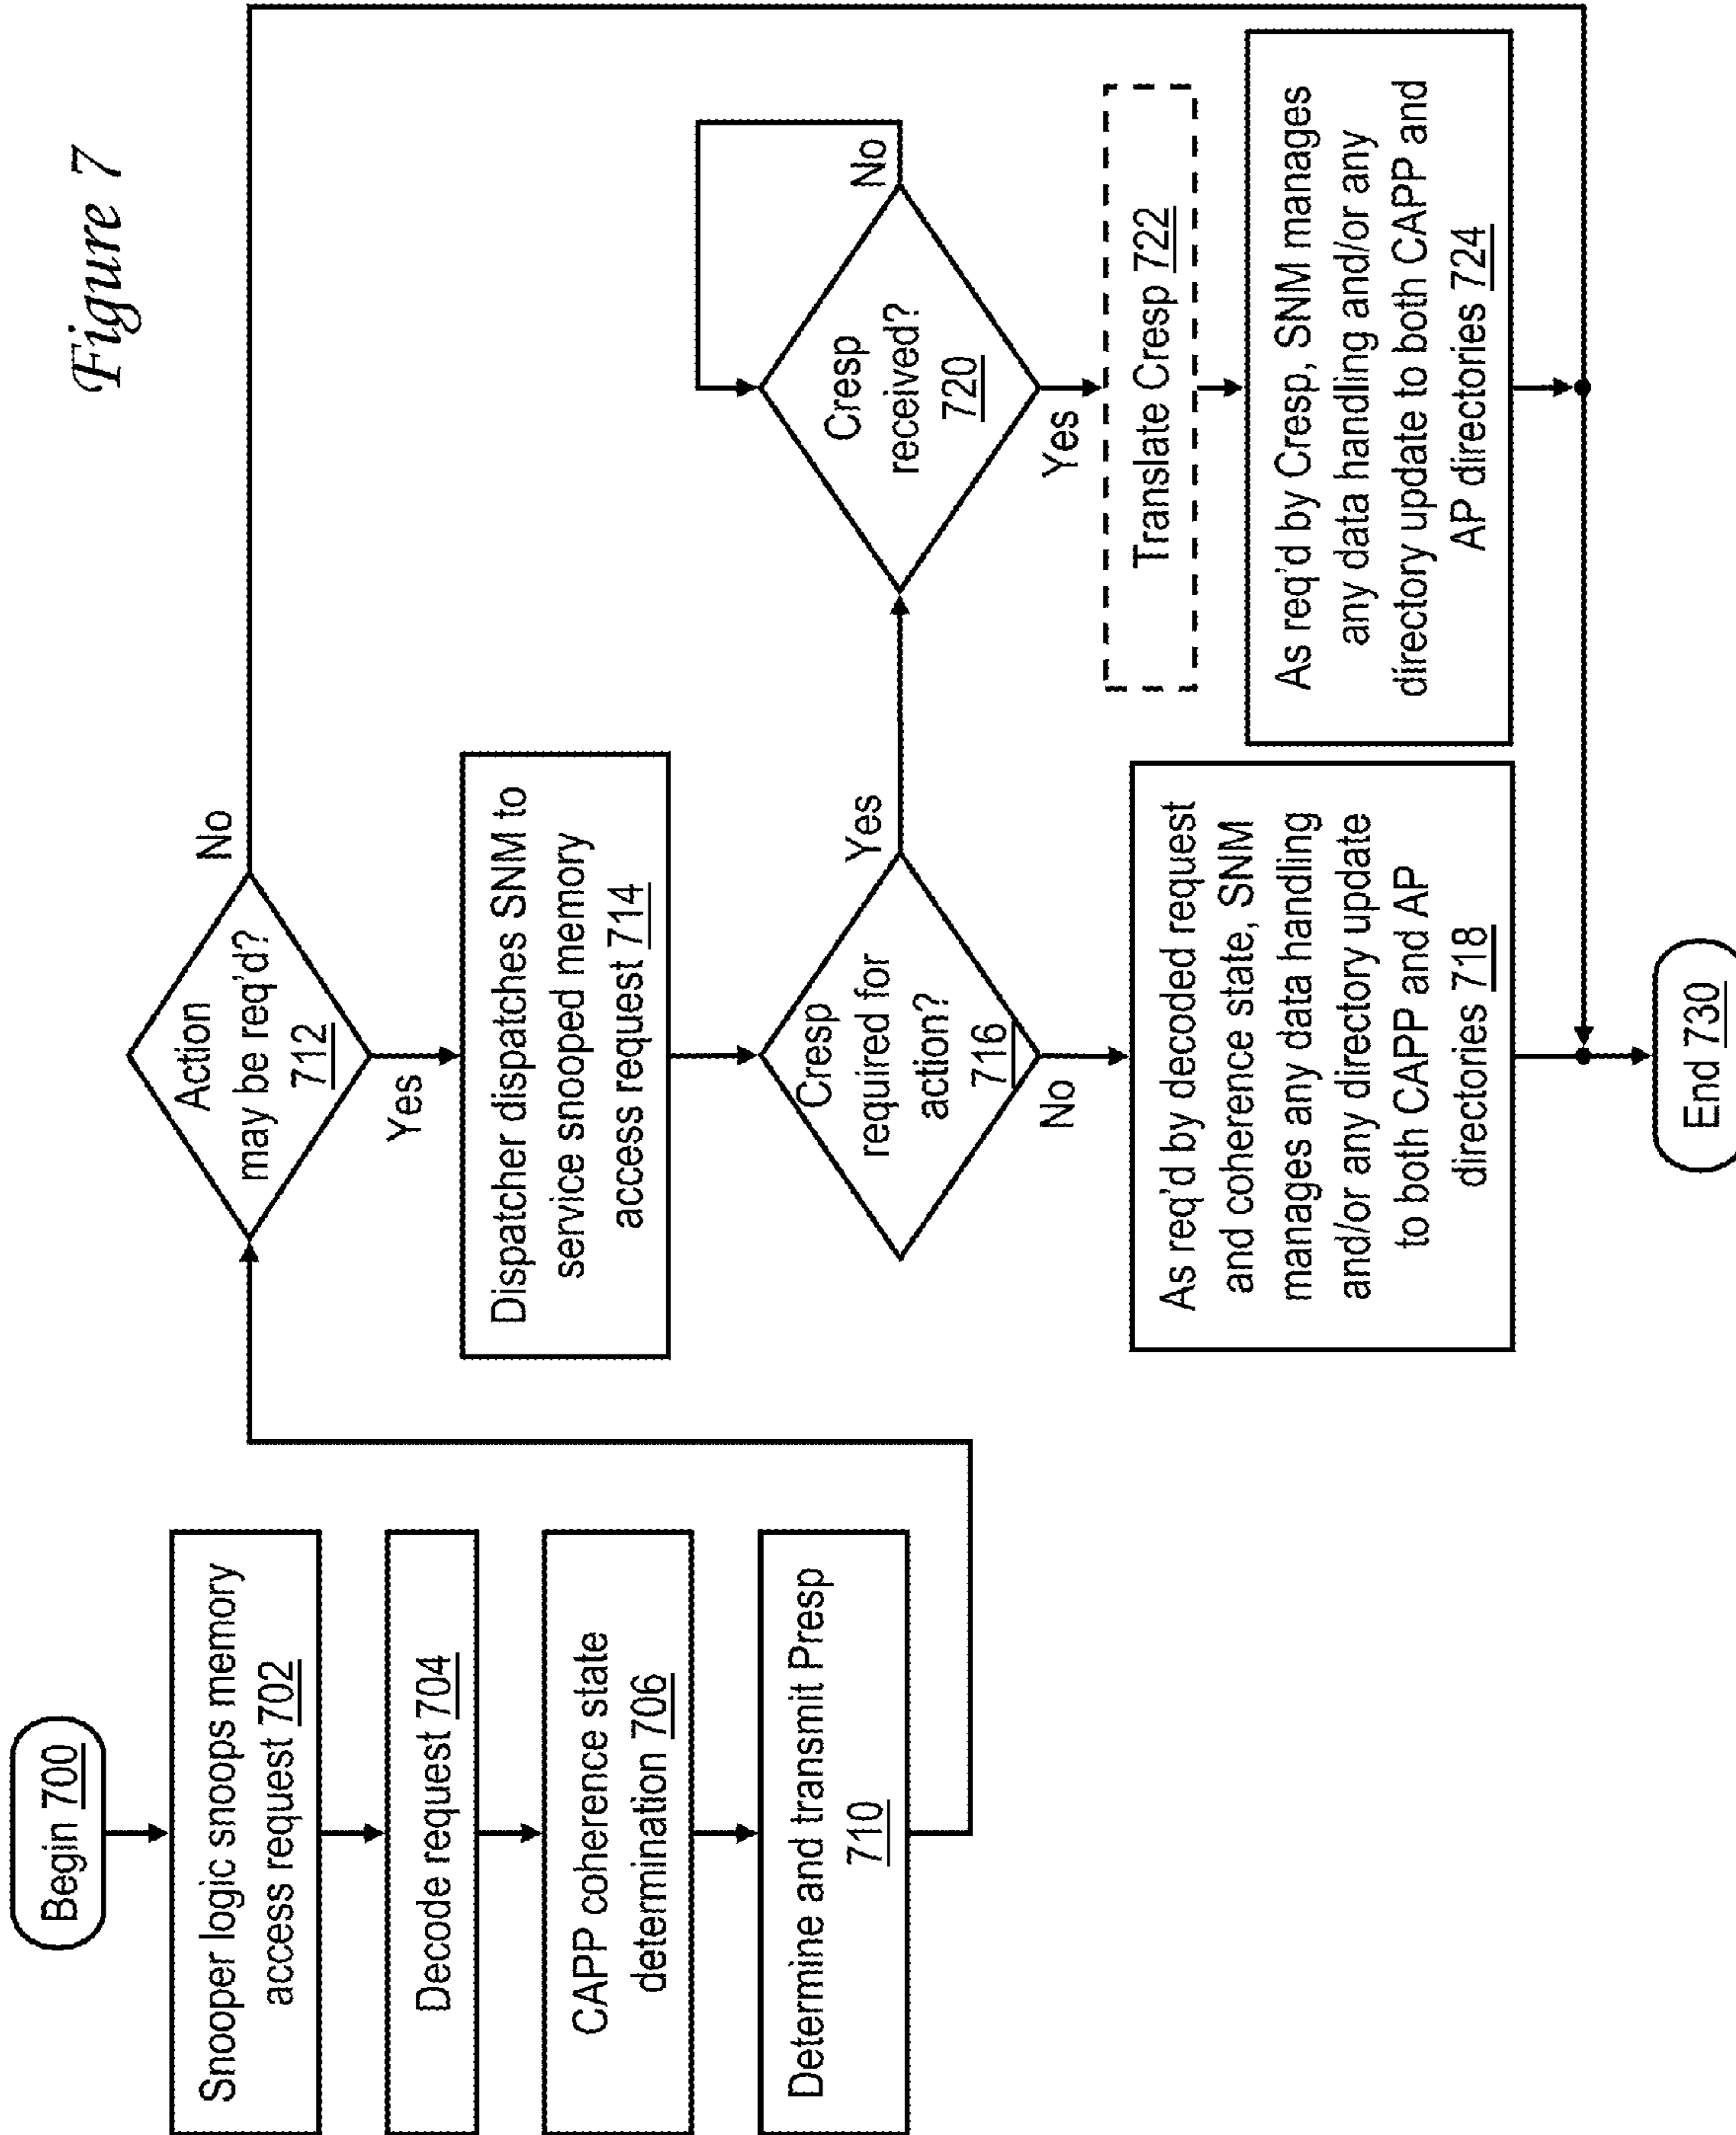 Figure 7
Begin 700
Snooper logic snoops memory
access request 702
Decode request 704
CAPP coherence state
determination 706
Determine and transmit Presp
710
Action
may be req'd?
712
No
Yes
Dispatcher dispatches SNM to
service snooped memory
access request 714
Cresp
required for
action?
716
Yes
No
As req'd by decoded request
and coherence state, SNM
manages any data handling
and/or any directory update
to both CAPP and AP
directories 718
Cresp
received?
720
No
Yes
Translate Cresp 722
As req'd by Cresp, SNM manages
any data handling and/or any
directory update to both CAPP and
AP directories 724
End 730